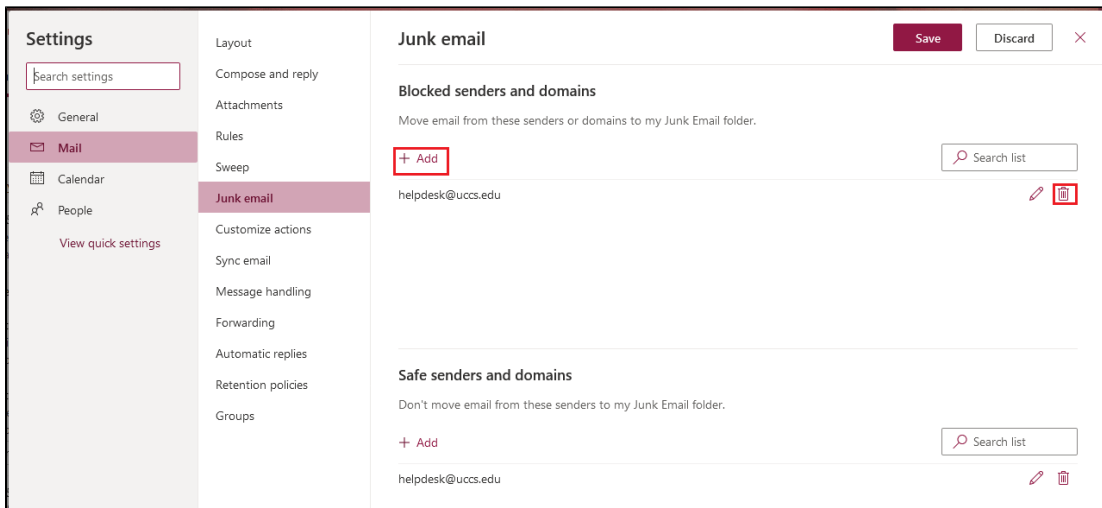 Settings
Search settings
General
Mail
Calendar
People
View quick settings
Layout
Compose and reply
Attachments
Rules
Sweep
Junk email
Customize actions
Sync email
Message handling
Forwarding
Automatic replies
Retention policies
Groups
Junk email
Save
Discard
Blocked senders and domains
Move email from these senders or domains to my Junk Email folder.
+ Add
Search list
helpdesk@uccs.edu
Safe senders and domains
Don't move email from these senders to my Junk Email folder.
+ Add
Search list
helpdesk@uccs.edu